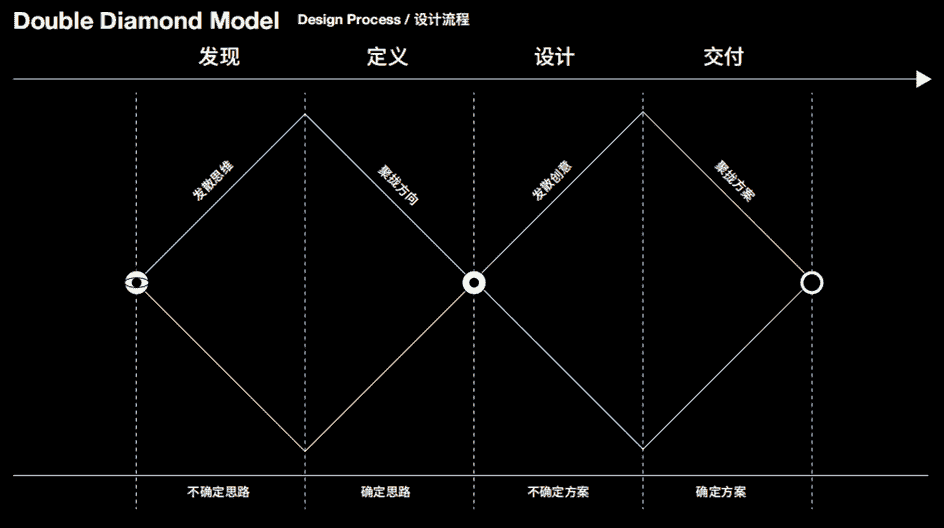 Double Diamond Model
Design Process / 设计流程
发现 定义 设计 交付
发散思维 聚拢方向 发散创意 聚拢方案
不确定思路 确定思路 不确定方案 确定方案